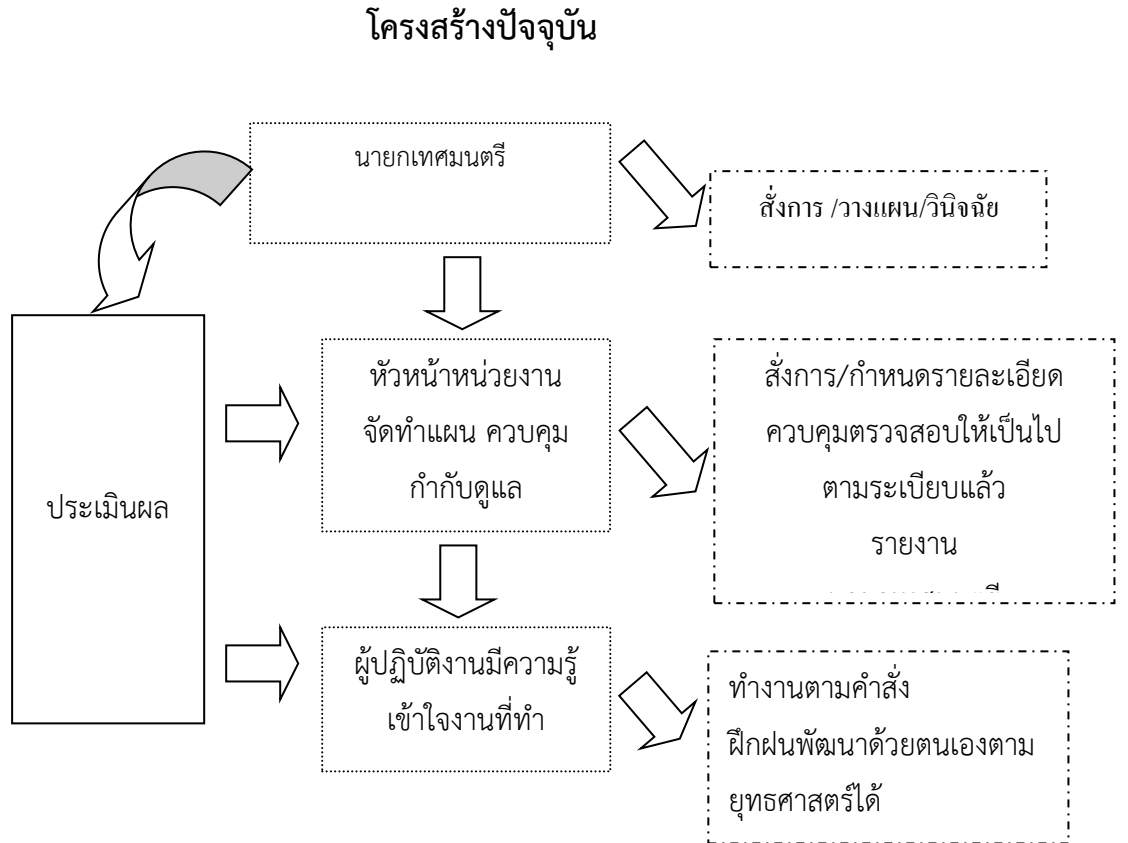 โครงสร้างปัจจุบัน
นายกเทศมนตรี
สั่งการ /วางแผน/วินิจฉัย
หัวหน้าหน่วยงาน
จัดทำแผน ควบคุม
กำกับดูแล
สั่งการ/กำหนดรายละเอียด
ควบคุมตรวจสอบให้เป็นไป
ตามระเบียบแล้ว
รายงาน
ประเมินผล
ผู้ปฏิบัติงานมีความรู้
เข้าใจงานที่ทำ
ทำงานตามคำสั่ง
ฝึกฝนพัฒนาด้วยตนเองตาม
ยุทธศาสตร์ได้